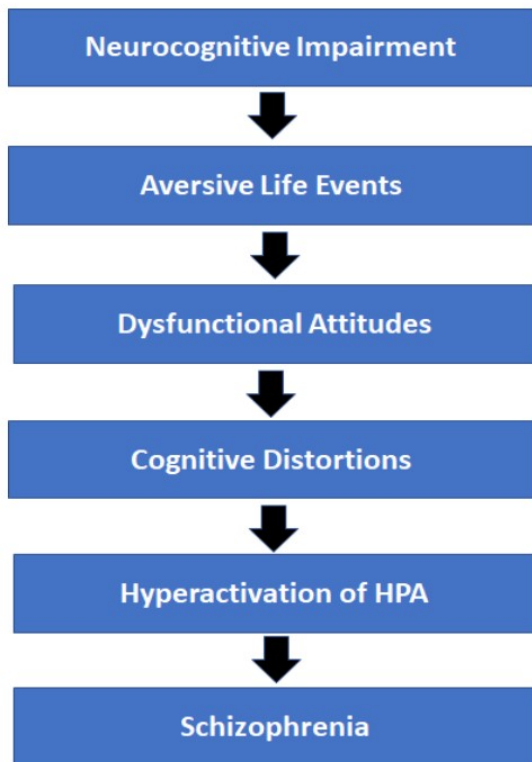 Neurocognitive Impairment
Aversive Life Events
Dysfunctional Attitudes
Cognitive Distortions
Hyperactivation of HPA
Schizophrenia